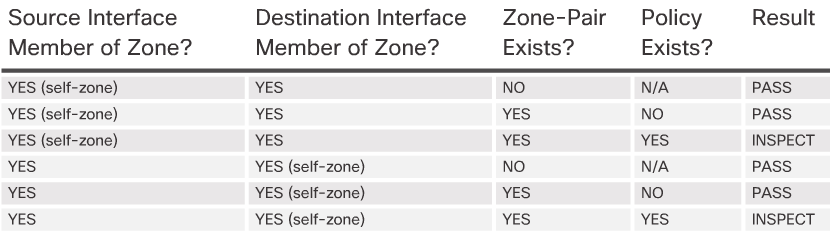 Source Interface Member of Zone? Destination Interface Member of Zone? Zone-Pair Exists? Policy Exists? Result
YES (self-zone) YES NO N/A PASS
YES (self-zone) YES YES NO PASS
YES (self-zone) YES YES YES INSPECT
YES YES (self-zone) NO N/A PASS
YES YES (self-zone) YES NO PASS
YES YES (self-zone) YES YES INSPECT